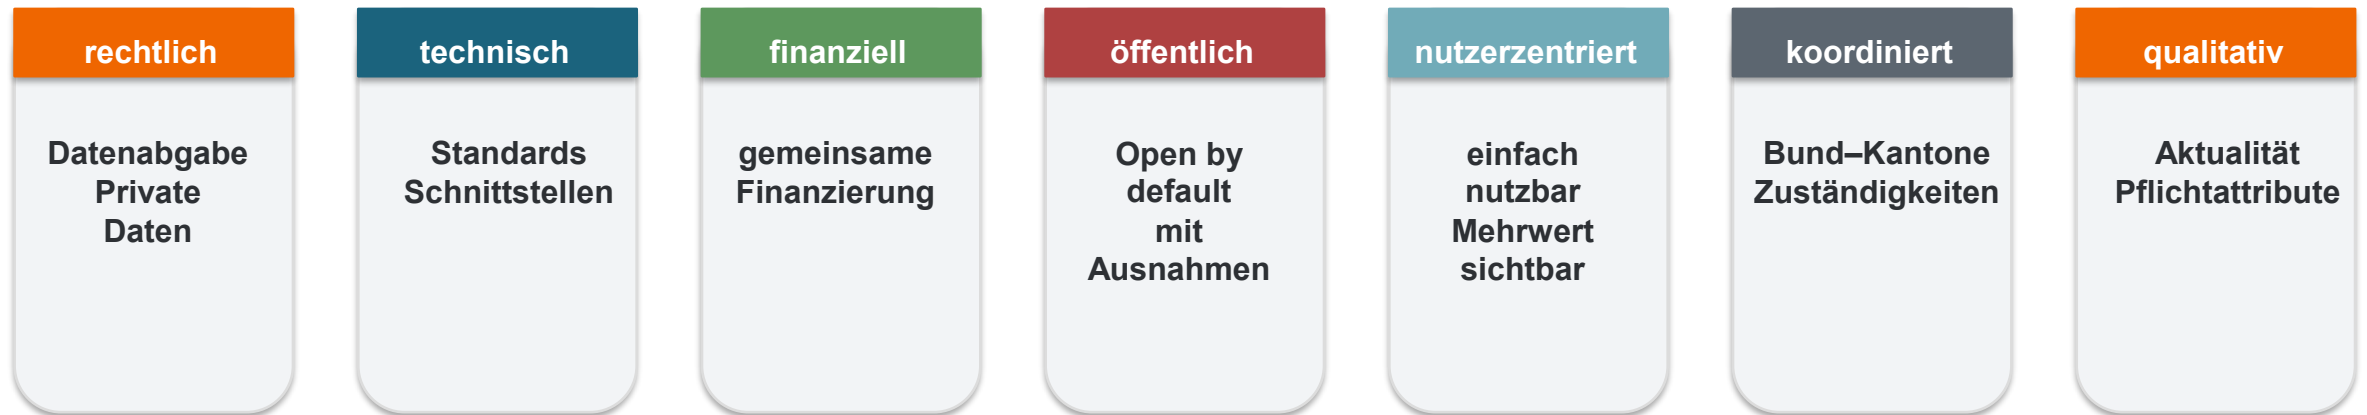 rechtlich
Datenabgabe
Private
Daten
technisch
Standards
Schnittstellen
finanziell
gemeinsame
Finanzierung
öffentlich
Open by
default
mit
Ausnahmen
nutzerzentriert
einfach
nutzbar
Mehrwert
sichtbar
koordiniert
Bund–Kantone
Zuständigkeiten
qualitativ
Aktualität
Pflichtattribute